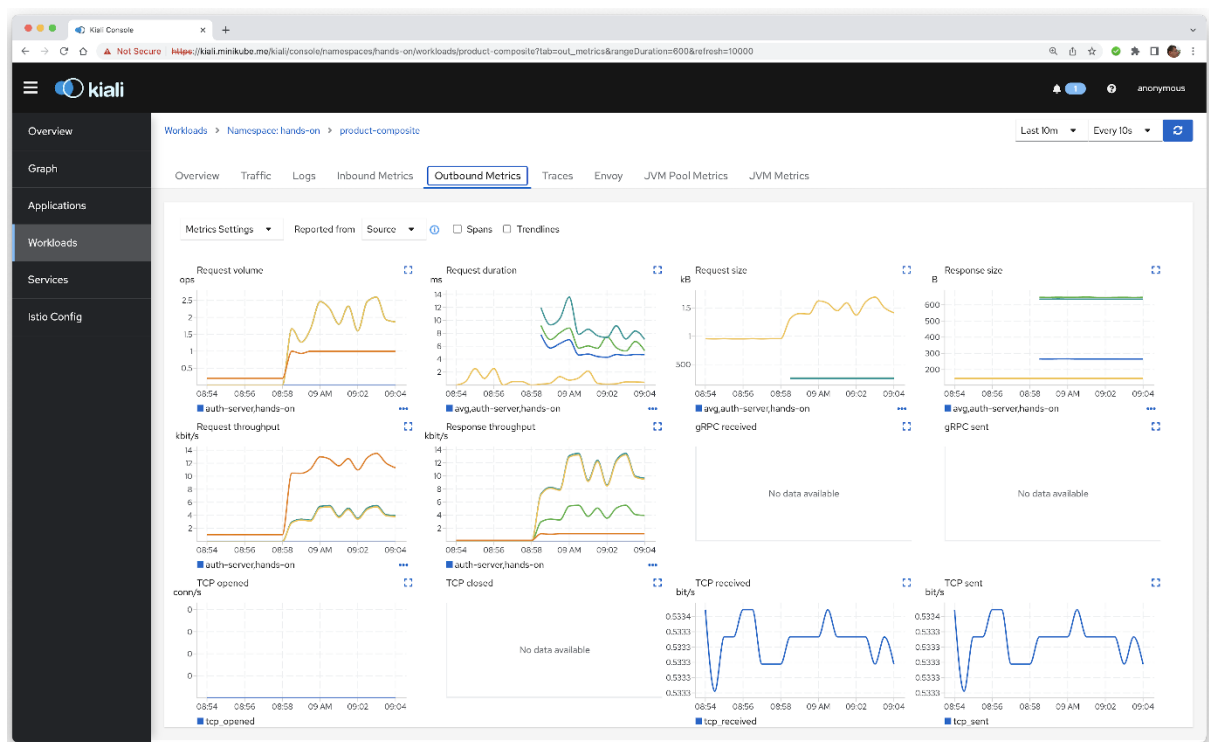 Kiali Console
Not Secure https://kiali.minikube.me/kiali/console/namespaces/hands-on/workloads/product-composite?tab=out_metrics&rangeDuration=600&refresh=10000
kiali
1
anonymous
Overview
Graph
Applications
Workloads
Services
Istio Config
Workloads > Namespace: hands-on > product-composite
Last 10m Every 10s
Overview Traffic Logs Inbound Metrics Outbound Metrics Traces Envoy JVM Pool Metrics JVM Metrics
Metrics Settings Reported from Source Spans Trendlines
Request volume
ops
2.5
2
1.5
1
0.5
08:54 08:56 08:58 09 AM 09:02 09:04
auth-server,hands-on
Request duration
ms
14
12
10
8
6
4
2
08:54 08:56 08:58 09 AM 09:02 09:04
avg,auth-server,hands-on
Request size
kB
1.5
1
500
08:54 08:56 08:58 09 AM 09:02 09:04
avg,auth-server,hands-on
Response size
B
600
500
400
300
200
08:54 08:56 08:58 09 AM 09:02 09:04
avg,auth-server,hands-on
Request throughput
kbit/s
14
12
10
8
6
4
2
08:54 08:56 08:58 09 AM 09:02 09:04
auth-server,hands-on
Response throughput
kbit/s
14
12
10
8
6
4
2
08:54 08:56 08:58 09 AM 09:02 09:04
auth-server,hands-on
gRPC received
No data available
gRPC sent
No data available
TCP opened
conn/s
0
0
0
0
08:54 08:56 08:58 09 AM 09:02 09:04
tcp_opened
TCP closed
No data available
TCP received
bit/s
0.5334
0.5333
0.5333
0.5333
0.5333
0.5333
08:54 08:56 08:58 09 AM 09:02 09:04
tcp_received
TCP sent
bit/s
0.5334
0.5333
0.5333
0.5333
0.5333
0.5333
08:54 08:56 08:58 09 AM 09:02 09:04
tcp_sent